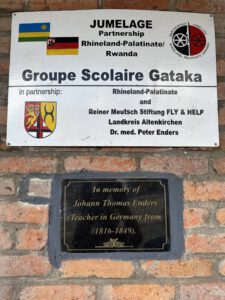 JUMELAGE
Partnership
Rhineland-Palatinate/
Rwanda
Groupe Scolaire Gataka
in partnership:
Rhineland-Palatinate
and
Reiner Meutsch Stiftung FLY & HELP
Landkreis Altenkirchen
Dr. med. Peter Enders
In memory of
Johann Thomas Enders
(Teacher in Germany from
1816-1849).